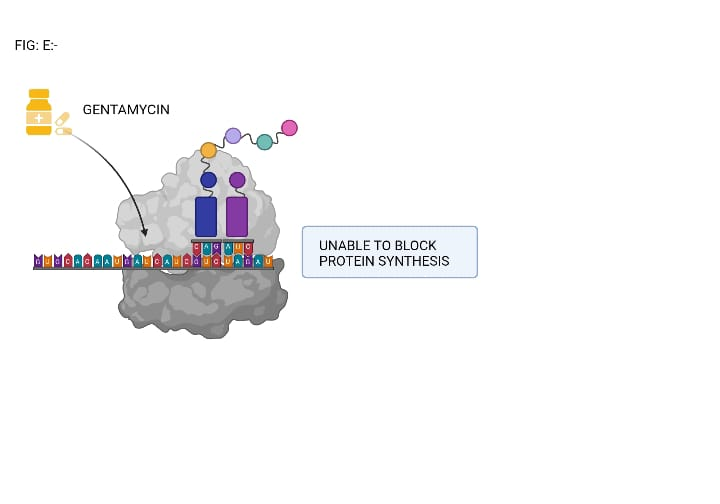 FIG: E:-
GENTAMYCIN
C A G A U C
UNABLE TO BLOCK
PROTEIN SYNTHESIS